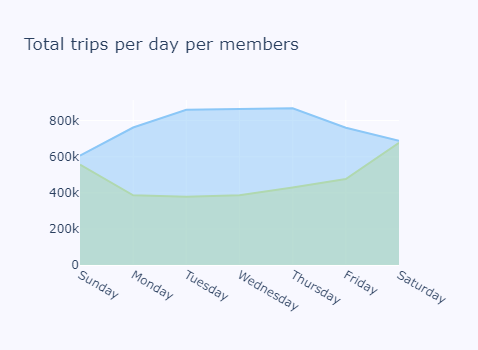 Total trips per day per members
800k
600k
400k
200k
0
Sunday
Monday
Tuesday
Wednesday
Thursday
Friday
Saturday